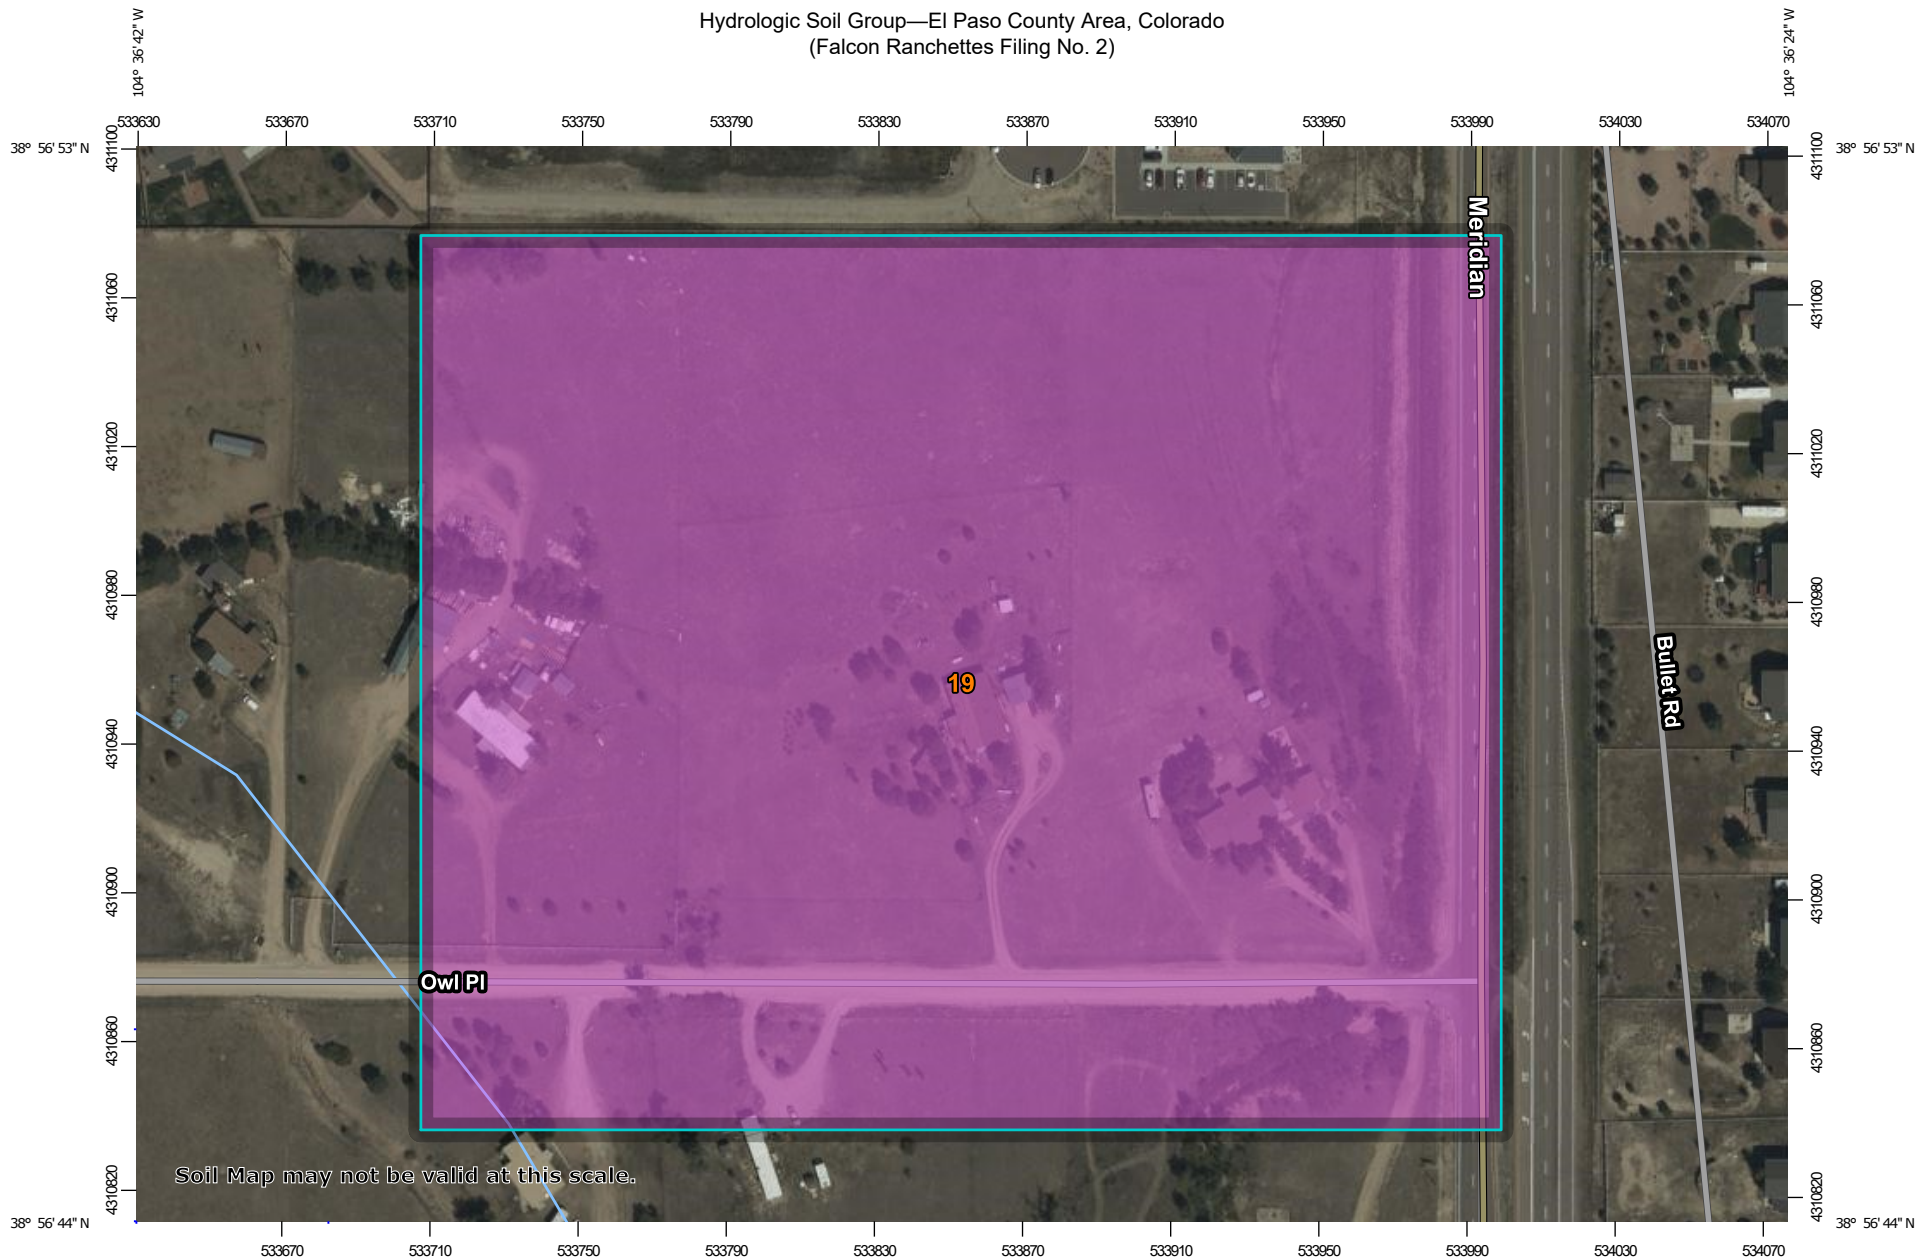 Hydrologic Soil Group—El Paso County Area, Colorado
(Falcon Ranchettes Filing No. 2)
104° 36' 42" W
104° 36' 24" W
533630 533670 533710 533750 533790 533830 533870 533910 533950 533990 534030 534070
38° 56' 53" N
38° 56' 53" N
4311100
4311100
Meridian
4311060
4311060
4311020
4311020
4310980
4310980
Bullet Rd
19
4310940
4310940
4310900
4310900
Owl Pl
4310860
4310860
Soil Map may not be valid at this scale.
4310820
4310820
38° 56' 44" N
38° 56' 44" N
533670 533710 533750 533790 533830 533870 533910 533950 533990 534030 534070